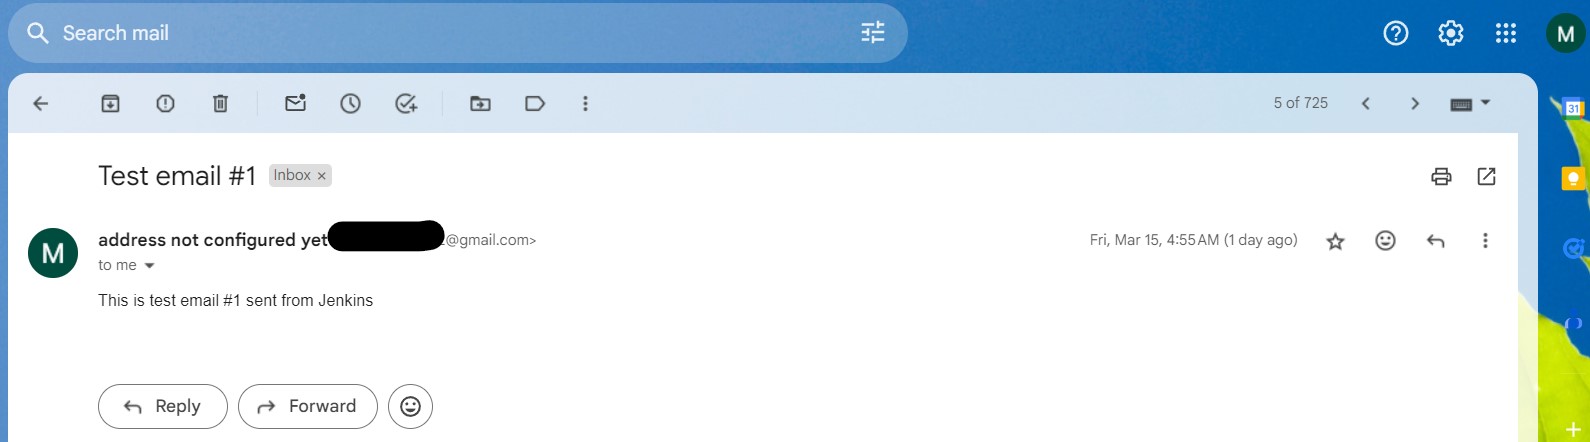 Search mail
M
5 of 725
31
Test email #1 Inbox ×
M
address not configured yet @gmail.com>
Fri, Mar 15, 4:55 AM (1 day ago)
to me
This is test email #1 sent from Jenkins
Reply
Forward